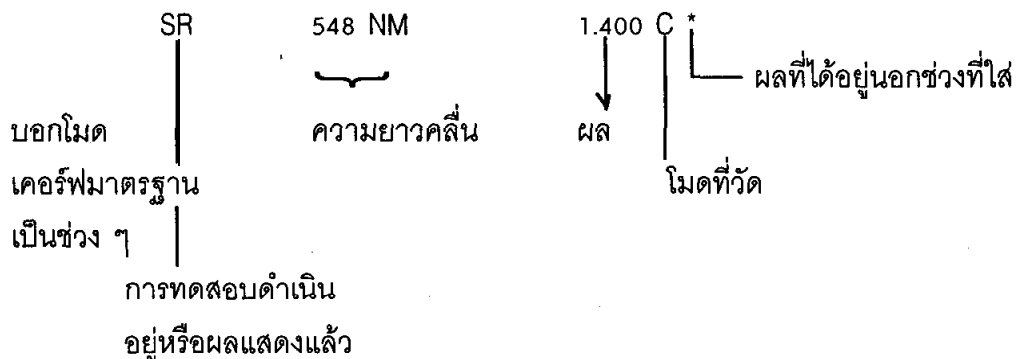 SR 548 NM 1.400 C *
ผลที่ได้อยู่นอกช่วงที่ใส่
บอกโมด ความยาวคลื่น ผล
เคอร์ฟมาตรฐาน โมดที่วัด
เป็นช่วง ๆ
การทดสอบดำเนิน
อยู่หรือผลแสดงแล้ว